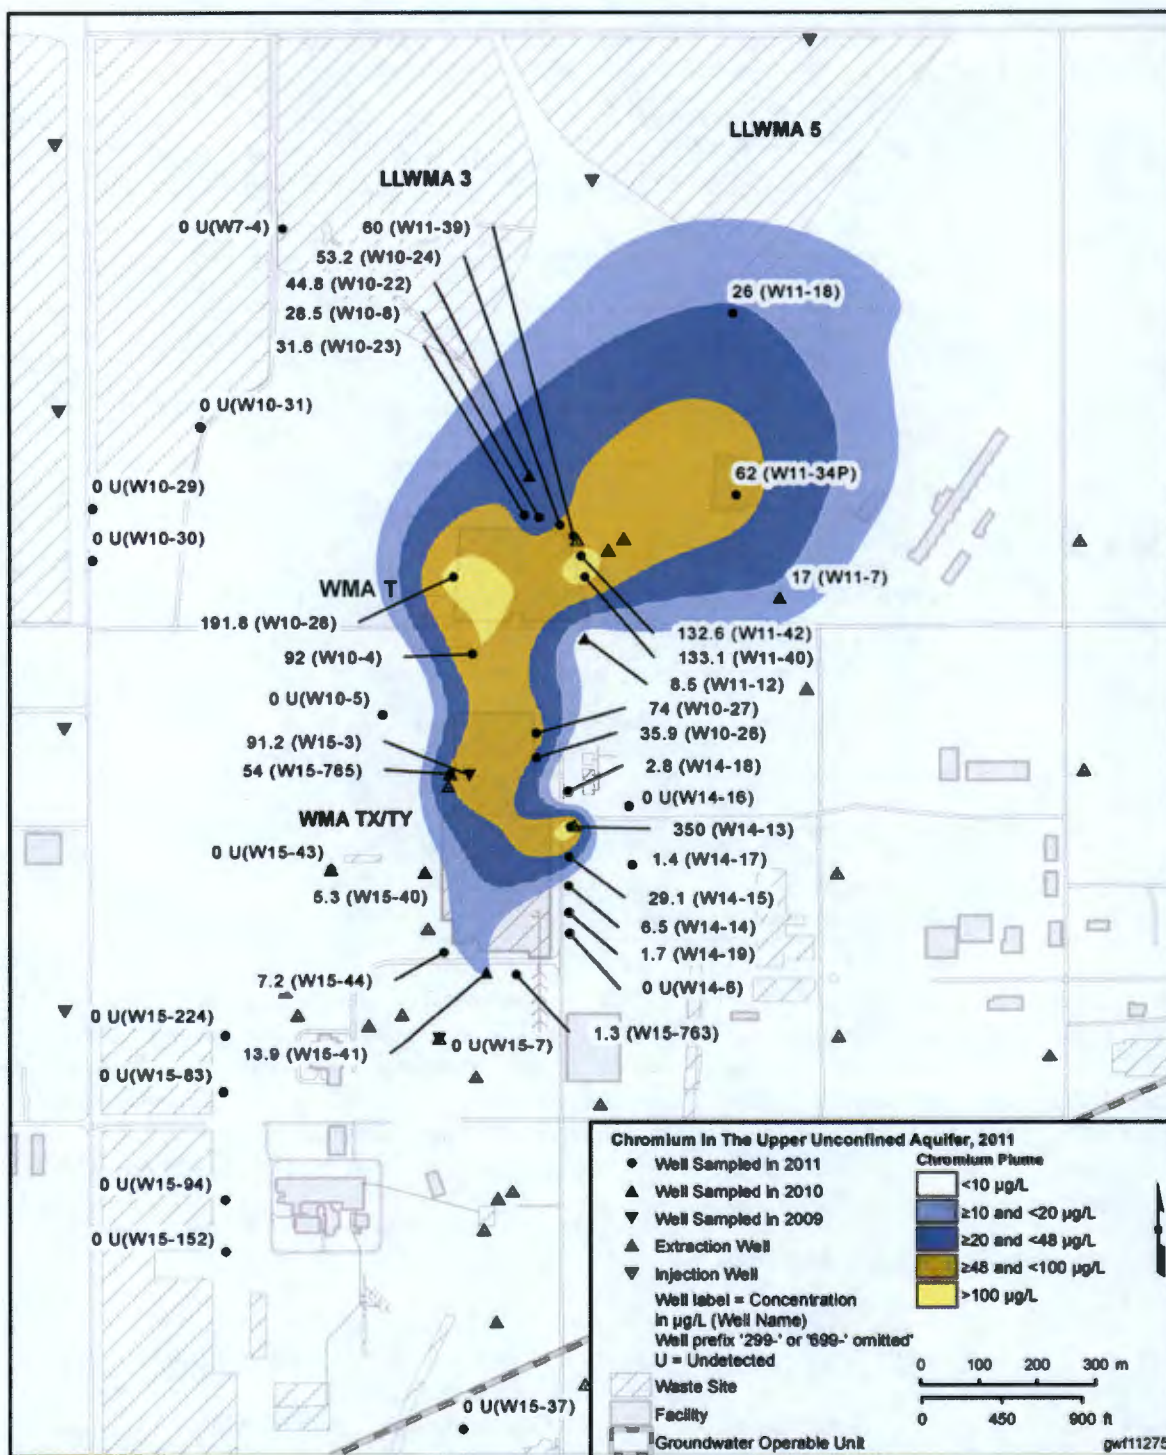 LLWMA 5
LLWMA 3
0 U(W7-4)
60 (W11-39)
53.2 (W10-24)
44.8 (W10-22)
28.5 (W10-8)
31.6 (W10-23)
26 (W11-18)
0 U(W10-31)
62 (W11-34P)
0 U(W10-29)
0 U(W10-30)
17 (W11-7)
WMA T
191.8 (W10-28)
132.6 (W11-42)
92 (W10-4)
133.1 (W11-40)
8.5 (W11-12)
0 U(W10-5)
74 (W10-27)
91.2 (W15-3)
35.9 (W10-26)
54 (W15-765)
2.8 (W14-18)
0 U(W14-16)
WMA TX/TY
350 (W14-13)
0 U(W15-43)
1.4 (W14-17)
5.3 (W15-40)
29.1 (W14-15)
6.5 (W14-14)
1.7 (W14-19)
7.2 (W15-44)
0 U(W14-6)
0 U(W15-224)
1.3 (W15-763)
13.9 (W15-41)
0 U(W15-7)
0 U(W15-83)
0 U(W15-94)
0 U(W15-152)
0 U(W15-37)
Chromium in The Upper Unconfined Aquifer, 2011
Well Sampled in 2011
Well Sampled in 2010
Well Sampled in 2009
Extraction Well
Injection Well
Well label = Concentration
in µg/L (Well Name)
Well prefix '299-' or '699-' omitted'
U = Undetected
Waste Site
Facility
Groundwater Operable Unit
Chromium Plume
<10 µg/L
≥10 and <20 µg/L
≥20 and <48 µg/L
≥48 and <100 µg/L
>100 µg/L
0 100 200 300 m
0 450 900 ft
gwf11275